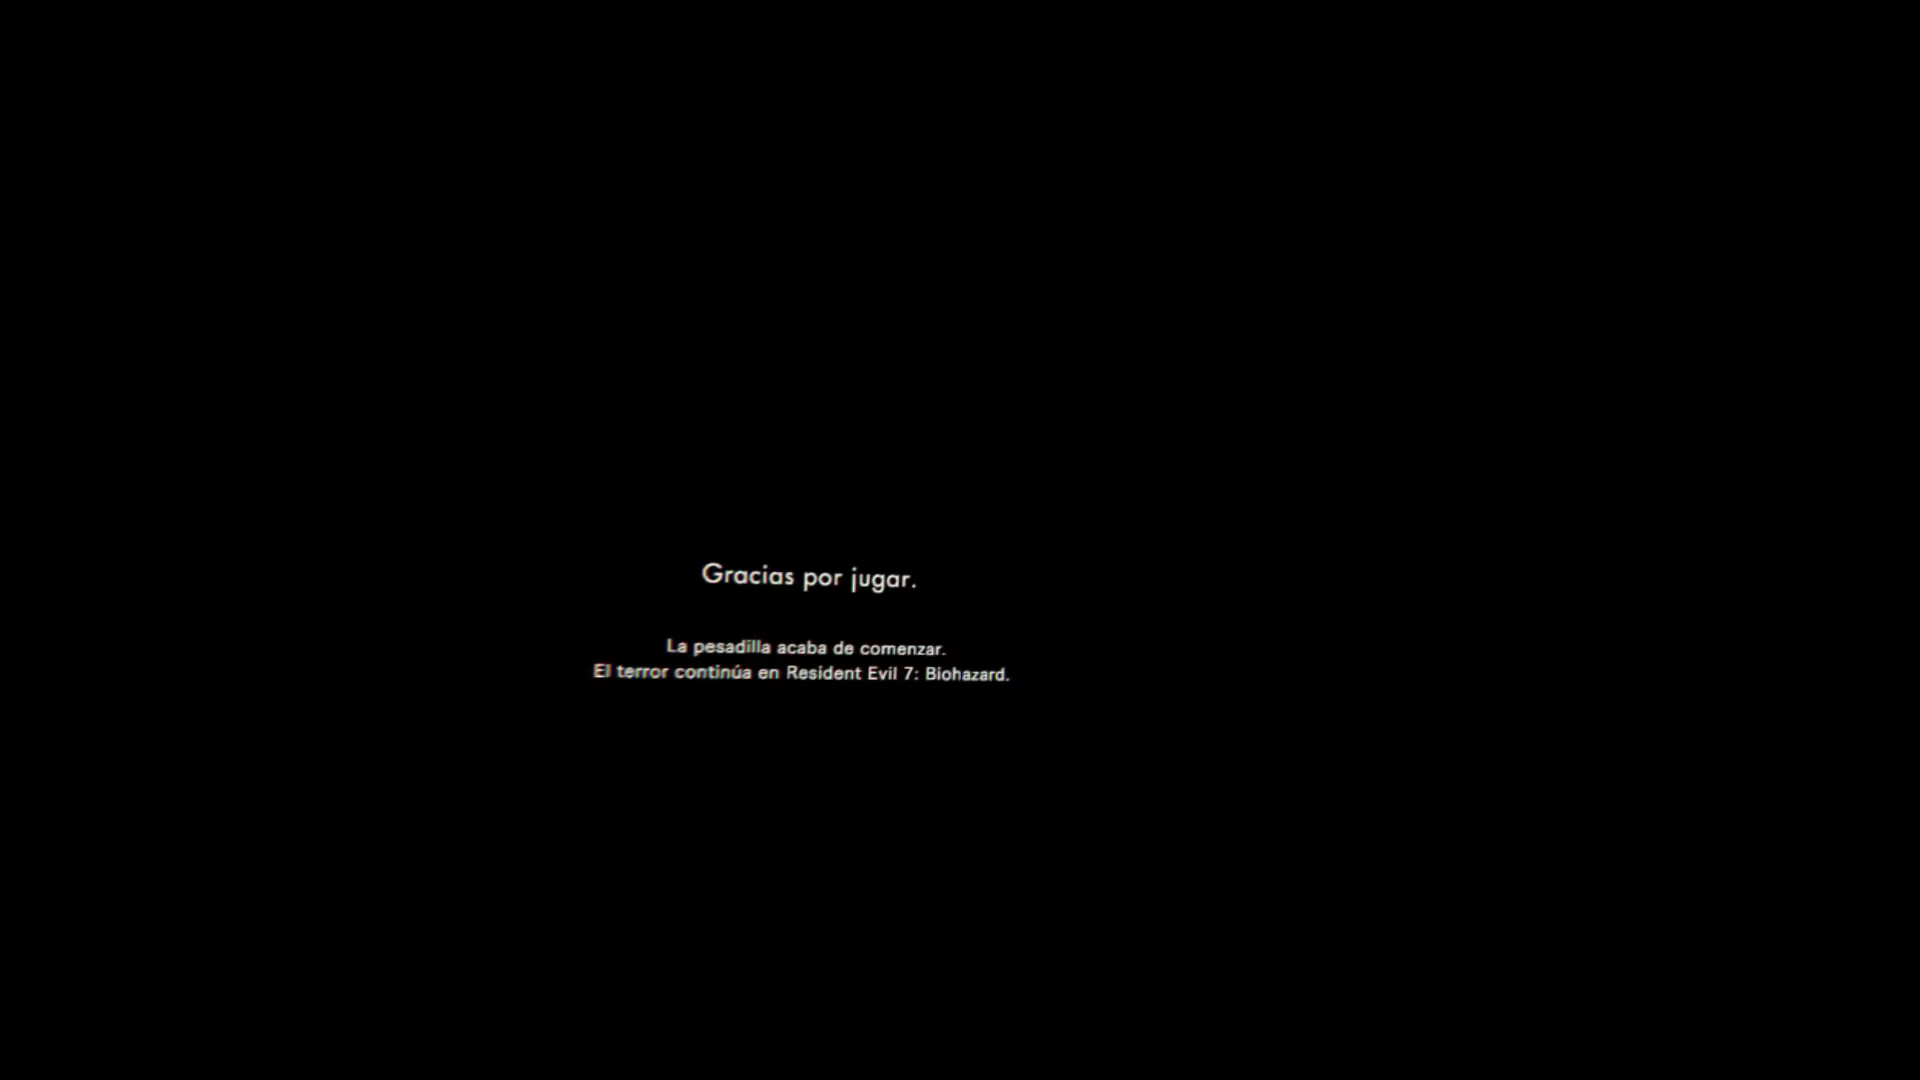 Gracias por jugar.
La pesadilla acaba de comenzar.
El terror continúa en Resident Evil 7: Biohazard.